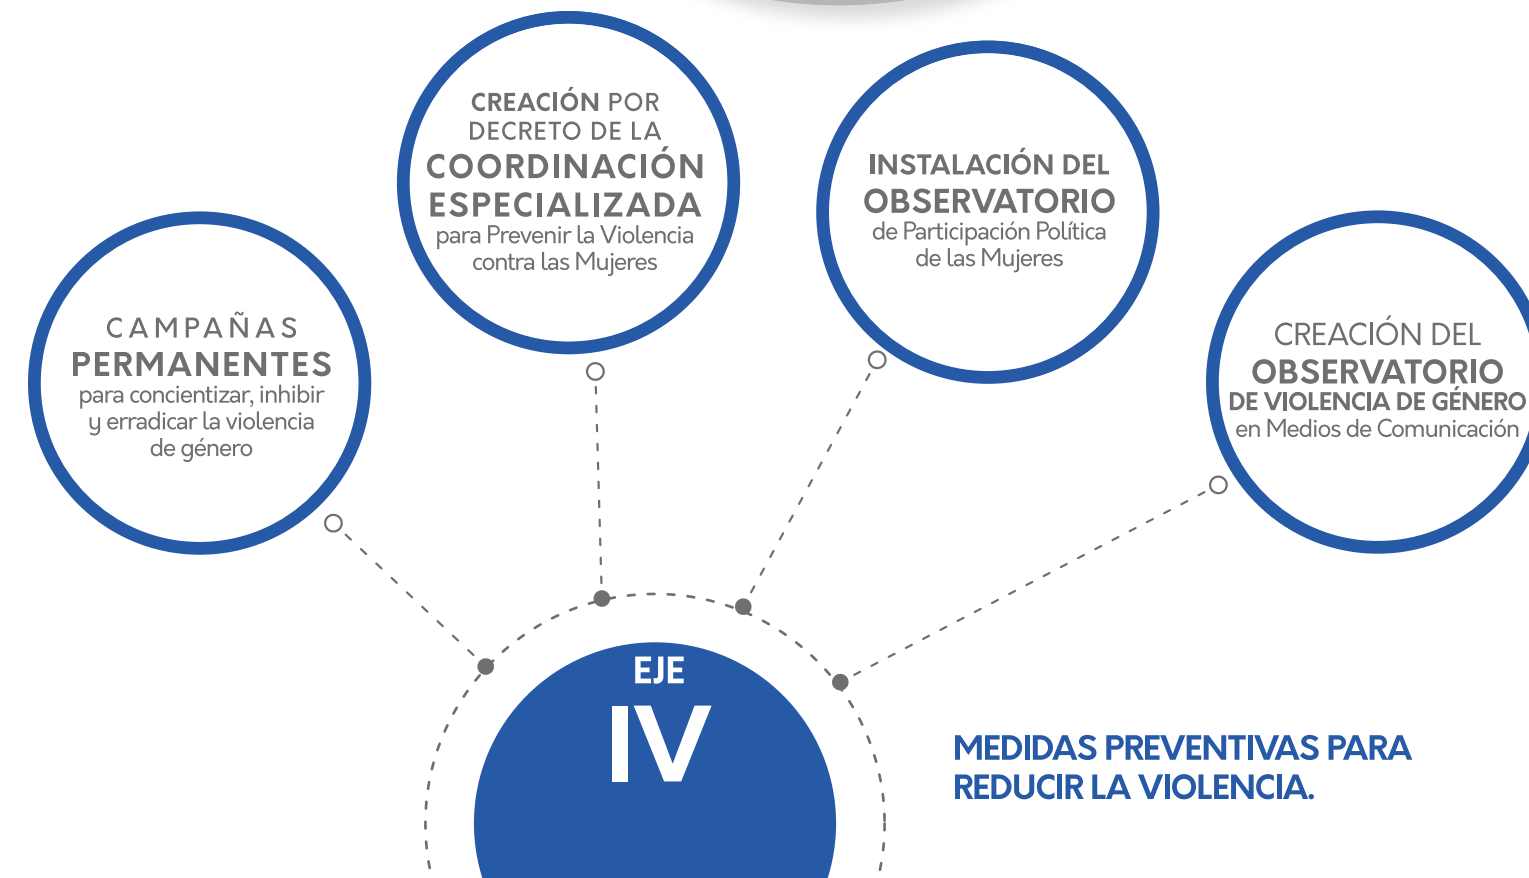 CREACIÓN POR
DECRETO DE LA
COORDINACIÓN
ESPECIALIZADA
para Prevenir la Violencia
contra las Mujeres
INSTALACIÓN DEL
OBSERVATORIO
de Participación Política
de las Mujeres
CAMPAÑAS
PERMANENTES
para concientizar, inhibir
y erradicar la violencia
de género
CREACIÓN DEL
OBSERVATORIO
DE VIOLENCIA DE GÉNERO
en Medios de Comunicación
EJE
IV
MEDIDAS PREVENTIVAS PARA
REDUCIR LA VIOLENCIA.